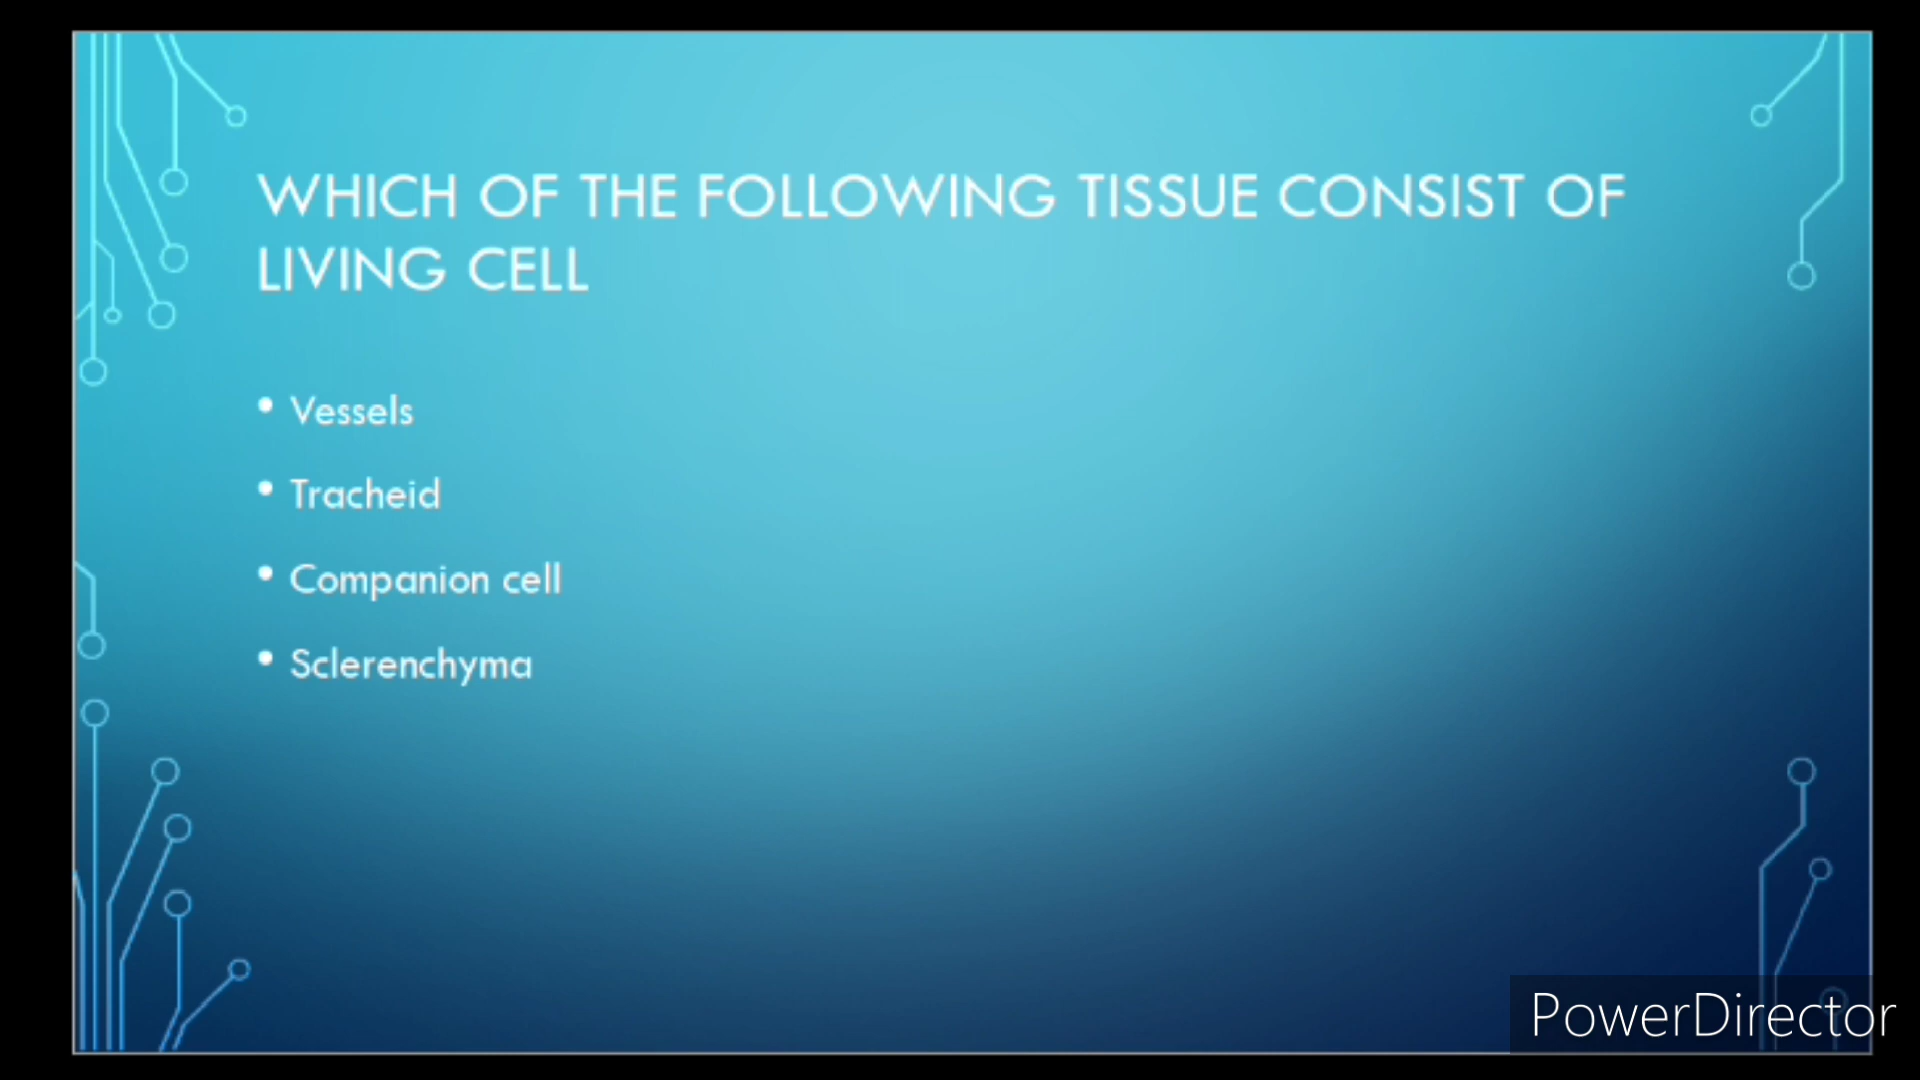 WHICH OF THE FOLLOWING TISSUE CONSIST OF
LIVING CELL
• Vessels
• Tracheid
• Companion cell
• Sclerenchyma
PowerDirector